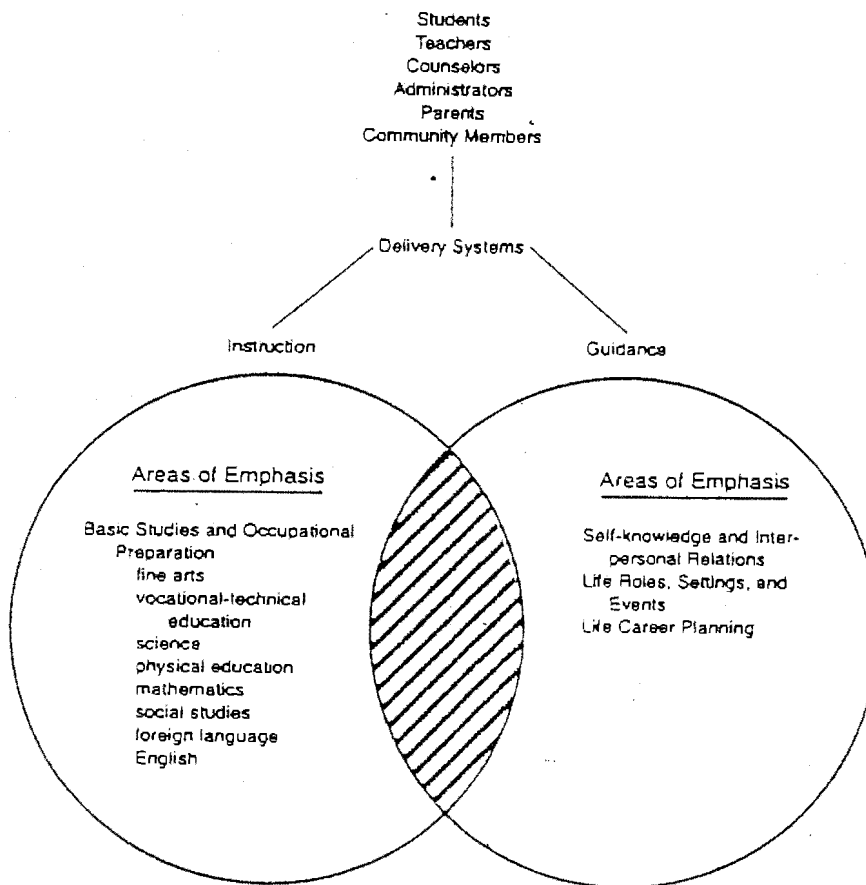 Students
Teachers
Counselors
Administrators
Parents
Community Members
Delivery Systems
Instruction
Guidance
Areas of Emphasis
Basic Studies and Occupational
Preparation
fine arts
vocational-technical
education
science
physical education
mathematics
social studies
foreign language
English
Areas of Emphasis
Self-knowledge and Inter-
personal Relations
Life Roles, Settings, and
Events
Life Career Planning